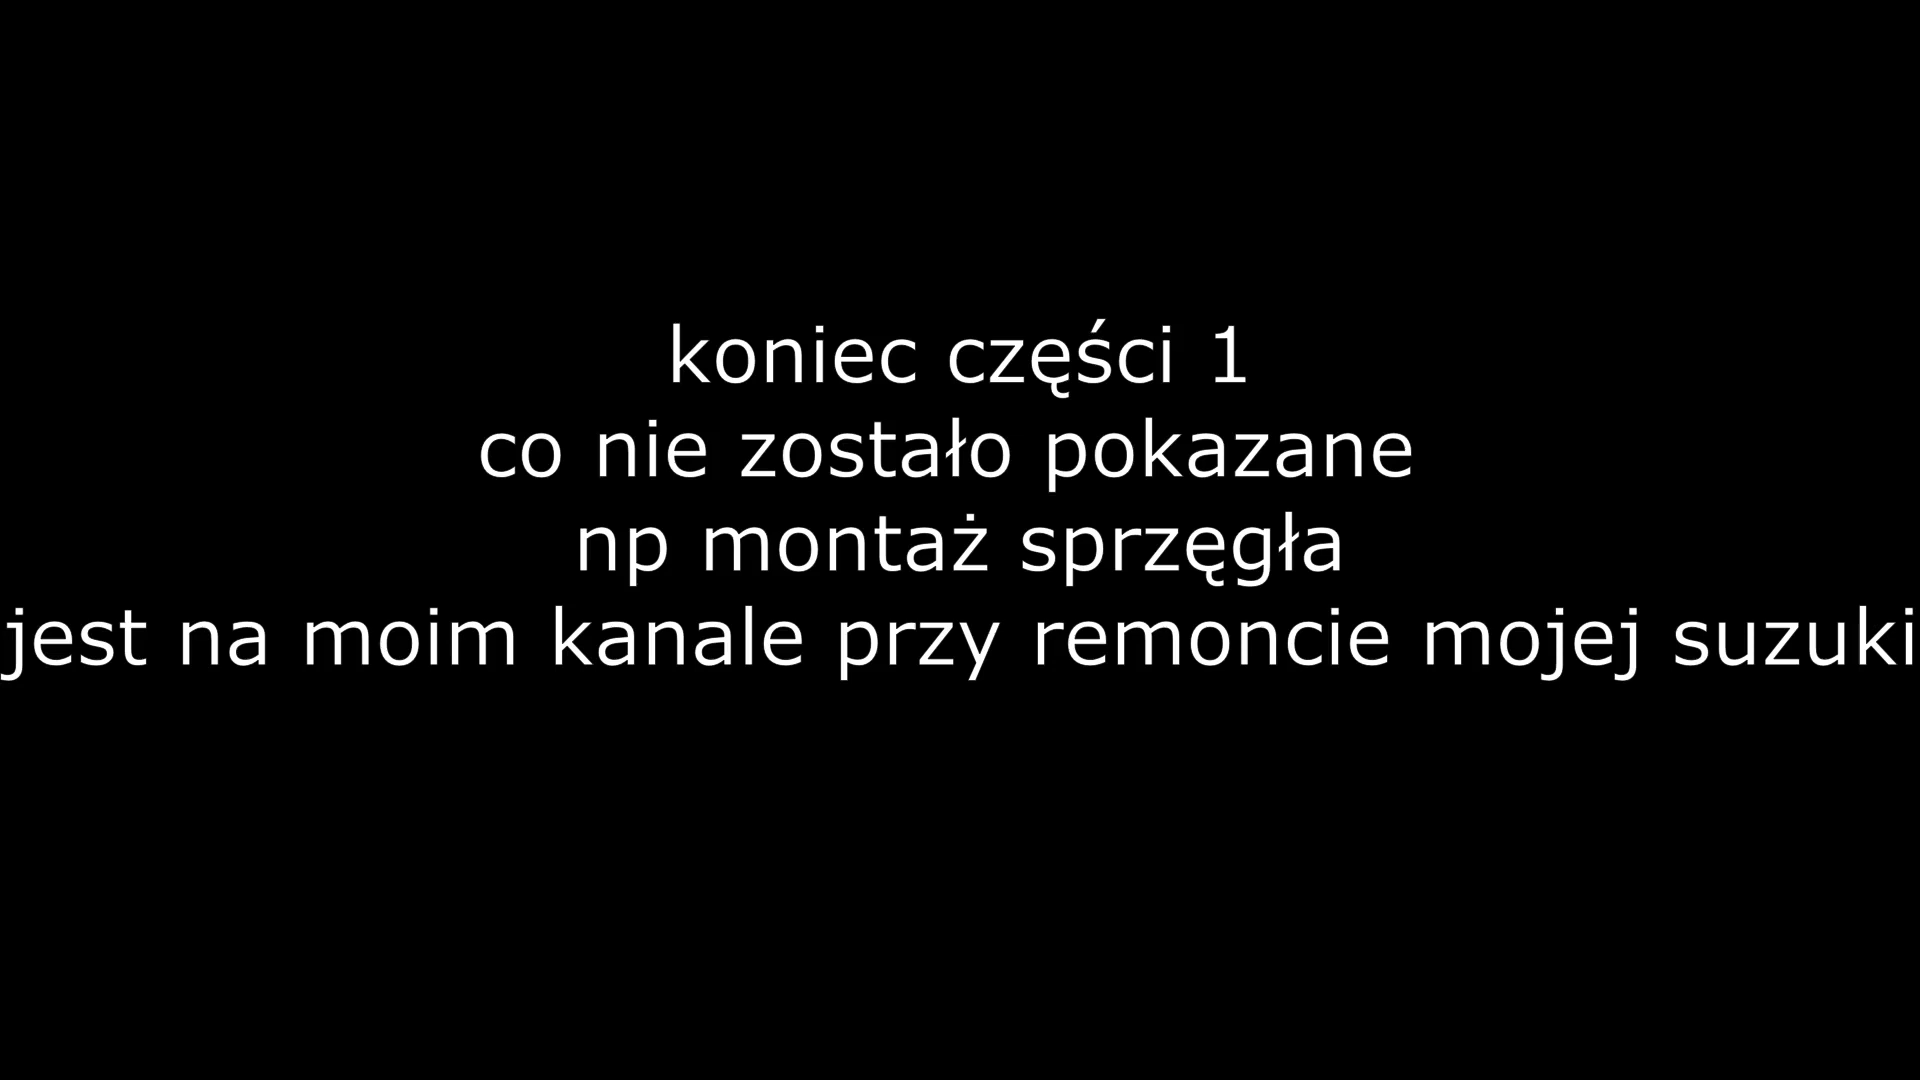 koniec części 1
co nie zostało pokazane
np montaż sprzęgła
jest na moim kanale przy remoncie mojej suzuki